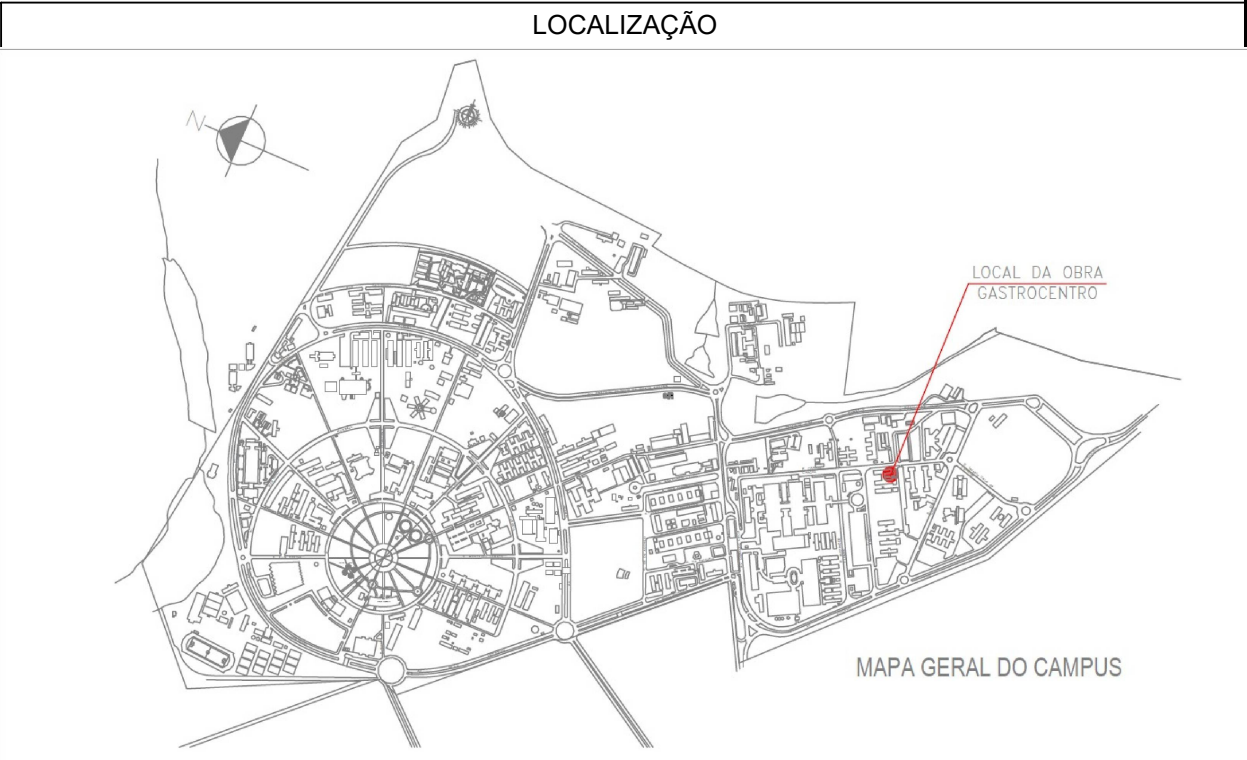 LOCALIZAÇÃO
N
LOCAL DA OBRA
GASTROCENTRO
MAPA GERAL DO CAMPUS